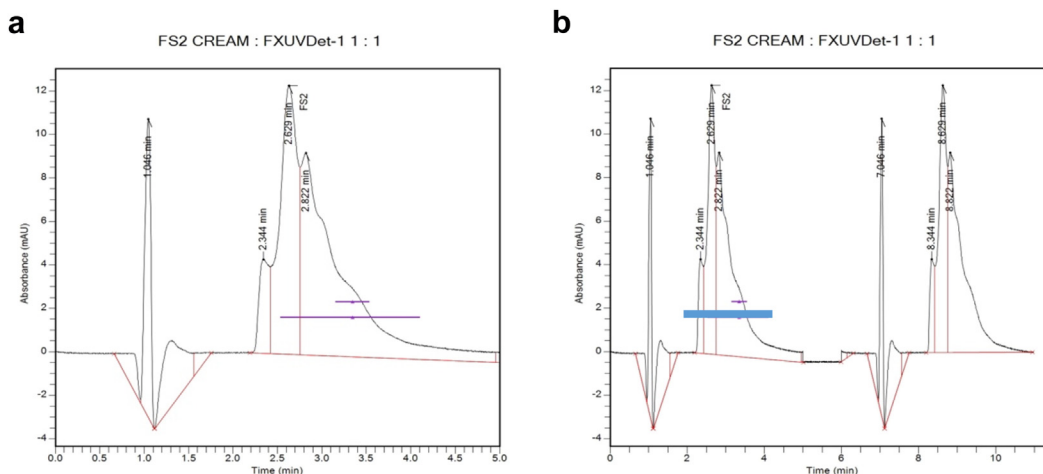 a
FS2 CREAM : FXUVDet-1 1 : 1
Absorbance (mAU)
12
10
8
6
4
2
0
-2
-4
1.046 min
2.344 min
2.629 min
FS2
2.822 min
0.0 0.5 1.0 1.5 2.0 2.5 3.0 3.5 4.0 4.5 5.0
Time (min)
b
FS2 CREAM : FXUVDet-1 1 : 1
Absorbance (mAU)
12
10
8
6
4
2
0
-2
-4
1.046 min
2.344 min
2.629 min
FS2
2.822 min
7.046 min
8.344 min
8.629 min
8.822 min
0 2 4 6 8 10
Time (min)